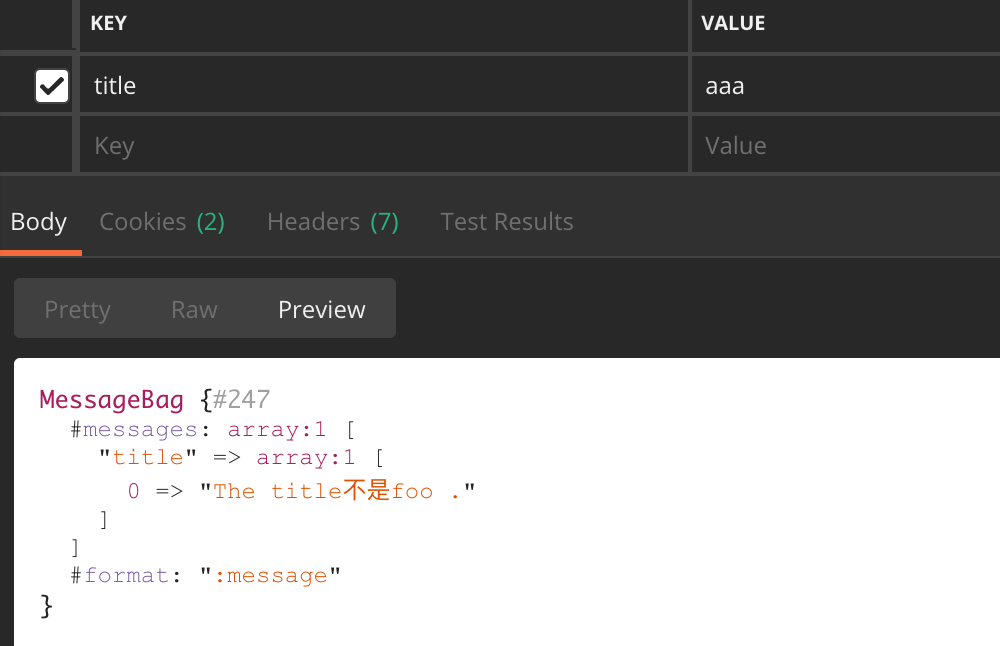 KEY VALUE
title aaa
Key Value
Body Cookies (2) Headers (7) Test Results
Pretty Raw Preview
MessageBag {#247
#messages: array:1 [
"title" => array:1 [
0 => "The title不是foo ."
]
]
#format: ":message"
}